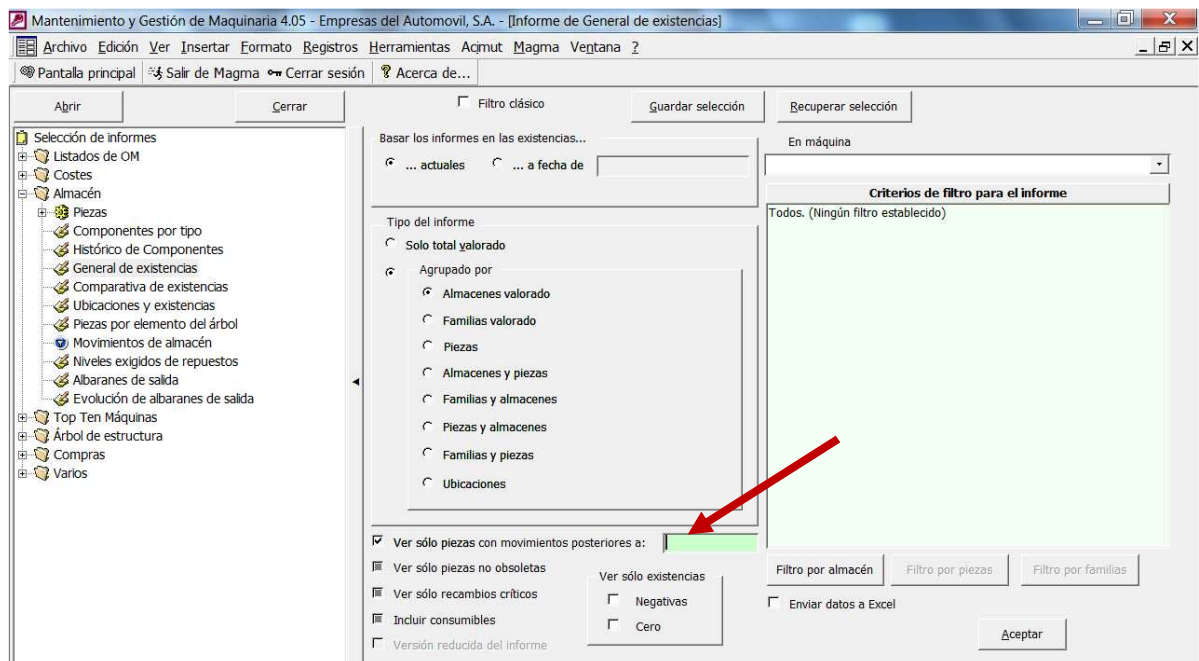 Mantenimiento y Gestión de Maquinaria 4.05 - Empresas del Automovil, S.A. - [Informe de General de existencias]
Archivo Edición Ver Insertar Formato Registros Herramientas Acjmut Magma Ventana ?
Pantalla principal Salir de Magma Cerrar sesión Acerca de...
Abrir Cerrar Filtro clásico Guardar selección Recuperar selección
Selección de informes
Listados de OM
Costes
Almacén
Piezas
Componentes por tipo
Histórico de Componentes
General de existencias
Comparativa de existencias
Ubicaciones y existencias
Piezas por elemento del árbol
Movimientos de almacén
Niveles exigidos de repuestos
Albaranes de salida
Evolución de albaranes de salida
Top Ten Máquinas
Árbol de estructura
Compras
Varios
Basar los informes en las existencias...
... actuales ... a fecha de
Tipo del informe
Solo total valorado
Agrupado por
Almacenes valorado
Familias valorado
Piezas
Almacenes y piezas
Familias y almacenes
Piezas y almacenes
Familias y piezas
Ubicaciones
Ver sólo piezas con movimientos posteriores a:
Ver sólo piezas no obsoletas
Ver sólo recambios críticos
Incluir consumibles
Versión reducida del informe
Ver sólo existencias
Negativas
Cero
En máquina
Criterios de filtro para el informe
Todos. (Ningún filtro establecido)
Filtro por almacén Filtro por piezas Filtro por familias
Enviar datos a Excel
Aceptar